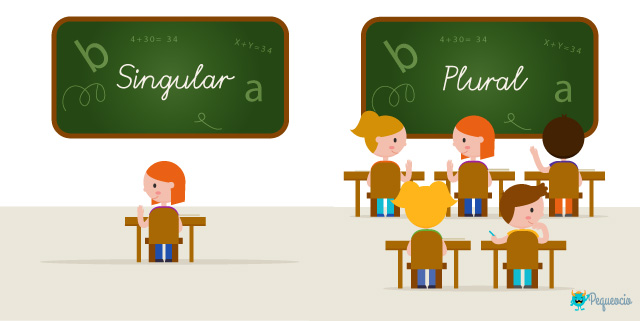 b
4+30= 34
X+Y=34
Singular
a
b
4+30= 34
X+Y=34
Plural
a
Pequeocio